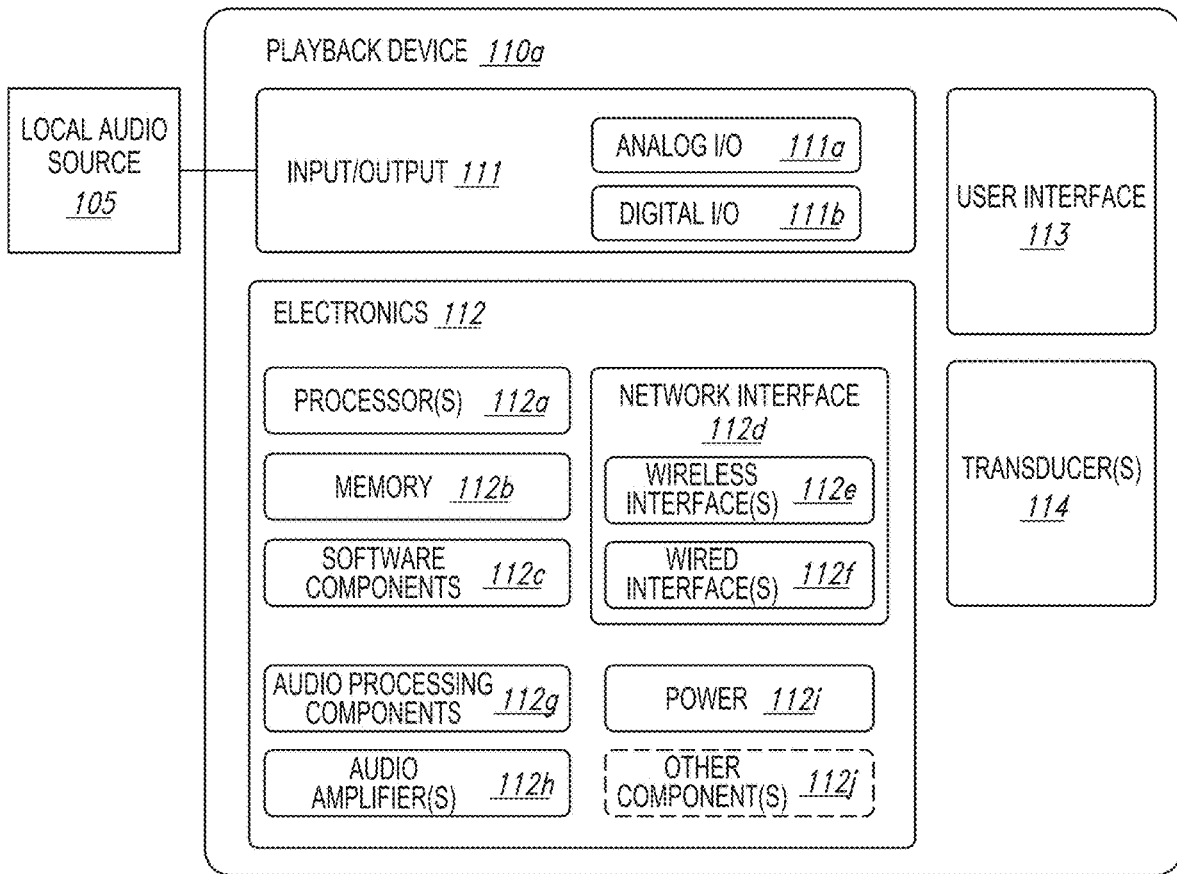 PLAYBACK DEVICE 110a
LOCAL AUDIO
SOURCE
105
INPUT/OUTPUT 111
ANALOG I/O 111a
DIGITAL I/O 111b
USER INTERFACE
113
ELECTRONICS 112
PROCESSOR(S) 112a
MEMORY 112b
SOFTWARE
COMPONENTS 112c
NETWORK INTERFACE
112d
WIRELESS
INTERFACE(S) 112e
WIRED
INTERFACE(S) 112f
TRANSDUCER(S)
114
AUDIO PROCESSING
COMPONENTS 112g
AUDIO
AMPLIFIER(S) 112h
POWER 112i
OTHER
COMPONENT(S) 112j